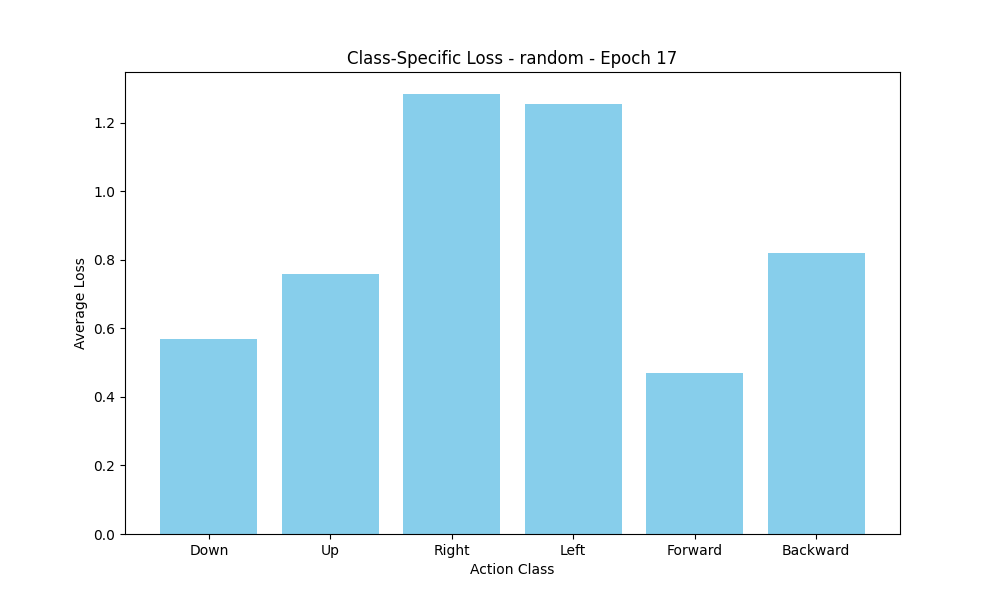 Class-Specific Loss - random - Epoch 17
Average Loss
1.2
1.0
0.8
0.6
0.4
0.2
0.0
Down Up Right Left Forward Backward
Action Class